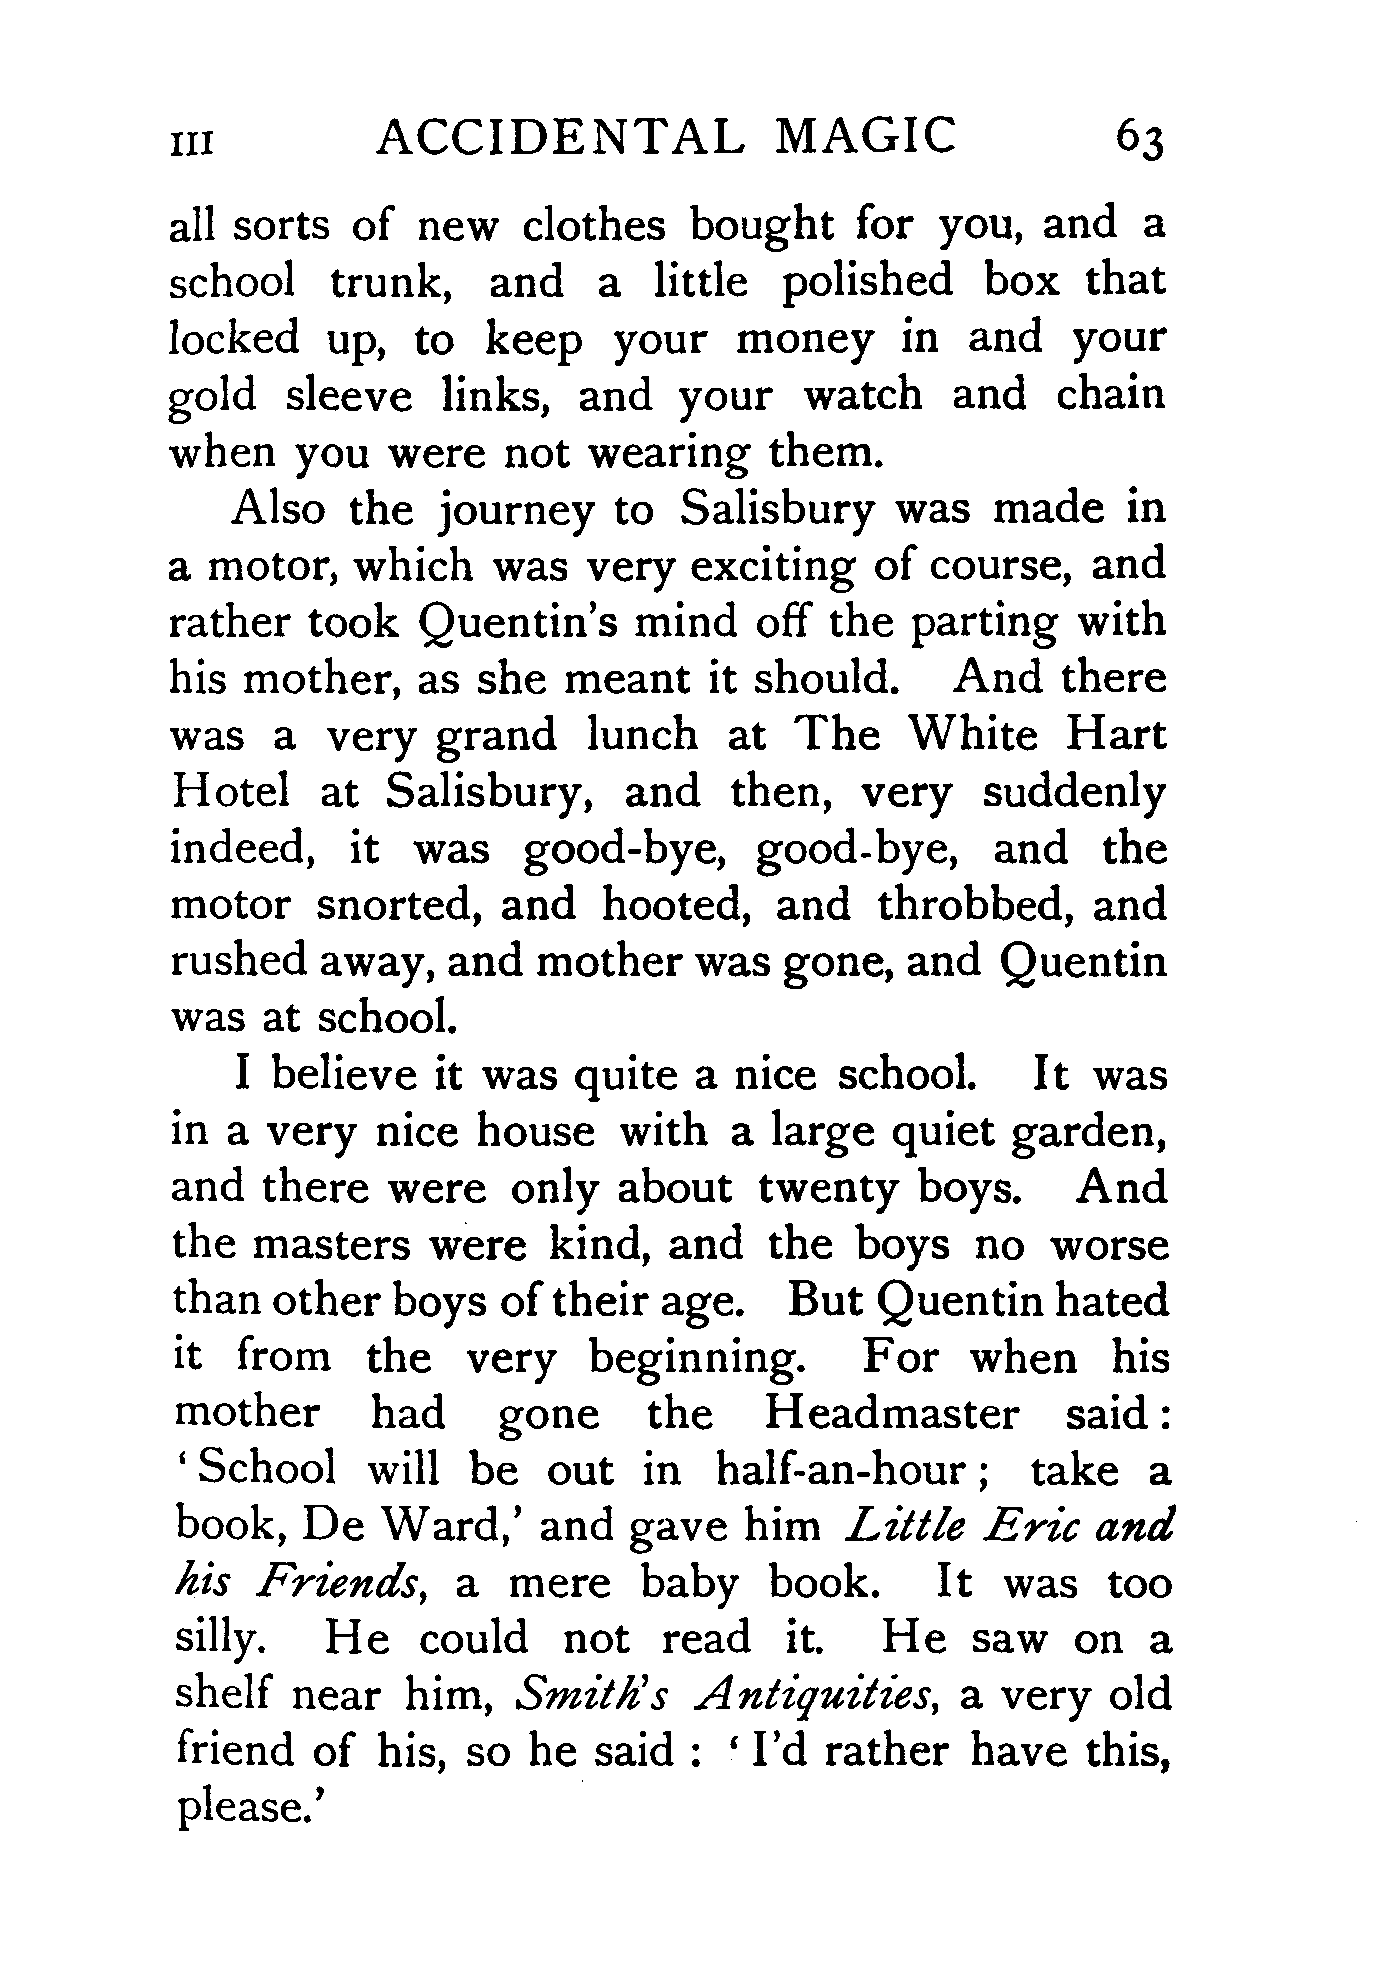 III ACCIDENTAL MAGIC 63
all sorts of new clothes bought for you, and a
school trunk, and a little polished box that
locked up, to keep your money in and your
gold sleeve links, and your watch and chain
when you were not wearing them.
Also the journey to Salisbury was made in
a motor, which was very exciting of course, and
rather took Quentin's mind off the parting with
his mother, as she meant it should. And there
was a very grand lunch at The White Hart
Hotel at Salisbury, and then, very suddenly
indeed, it was good-bye, good-bye, and the
motor snorted, and hooted, and throbbed, and
rushed away, and mother was gone, and Quentin
was at school.
I believe it was quite a nice school. It was
in a very nice house with a large quiet garden,
and there were only about twenty boys. And
the masters were kind, and the boys no worse
than other boys of their age. But Quentin hated
it from the very beginning. For when his
mother had gone the Headmaster said :
‘ School will be out in half-an-hour ; take a
book, De Ward,’ and gave him Little Eric and
his Friends, a mere baby book. It was too
silly. He could not read it. He saw on a
shelf near him, Smith's Antiquities, a very old
friend of his, so he said : ‘ I'd rather have this,
please.’